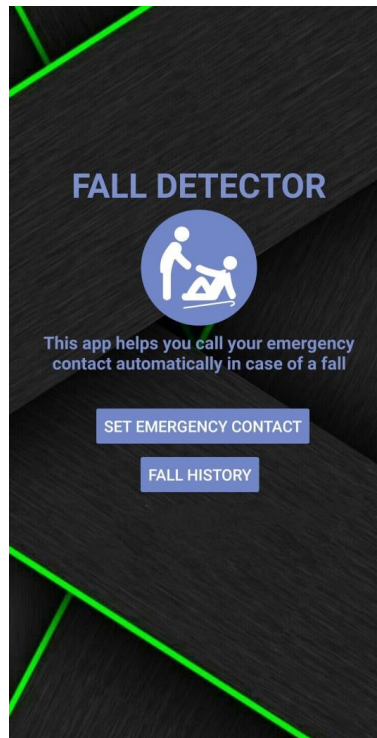 FALL DETECTOR
This app helps you call your emergency
contact automatically in case of a fall
SET EMERGENCY CONTACT
FALL HISTORY